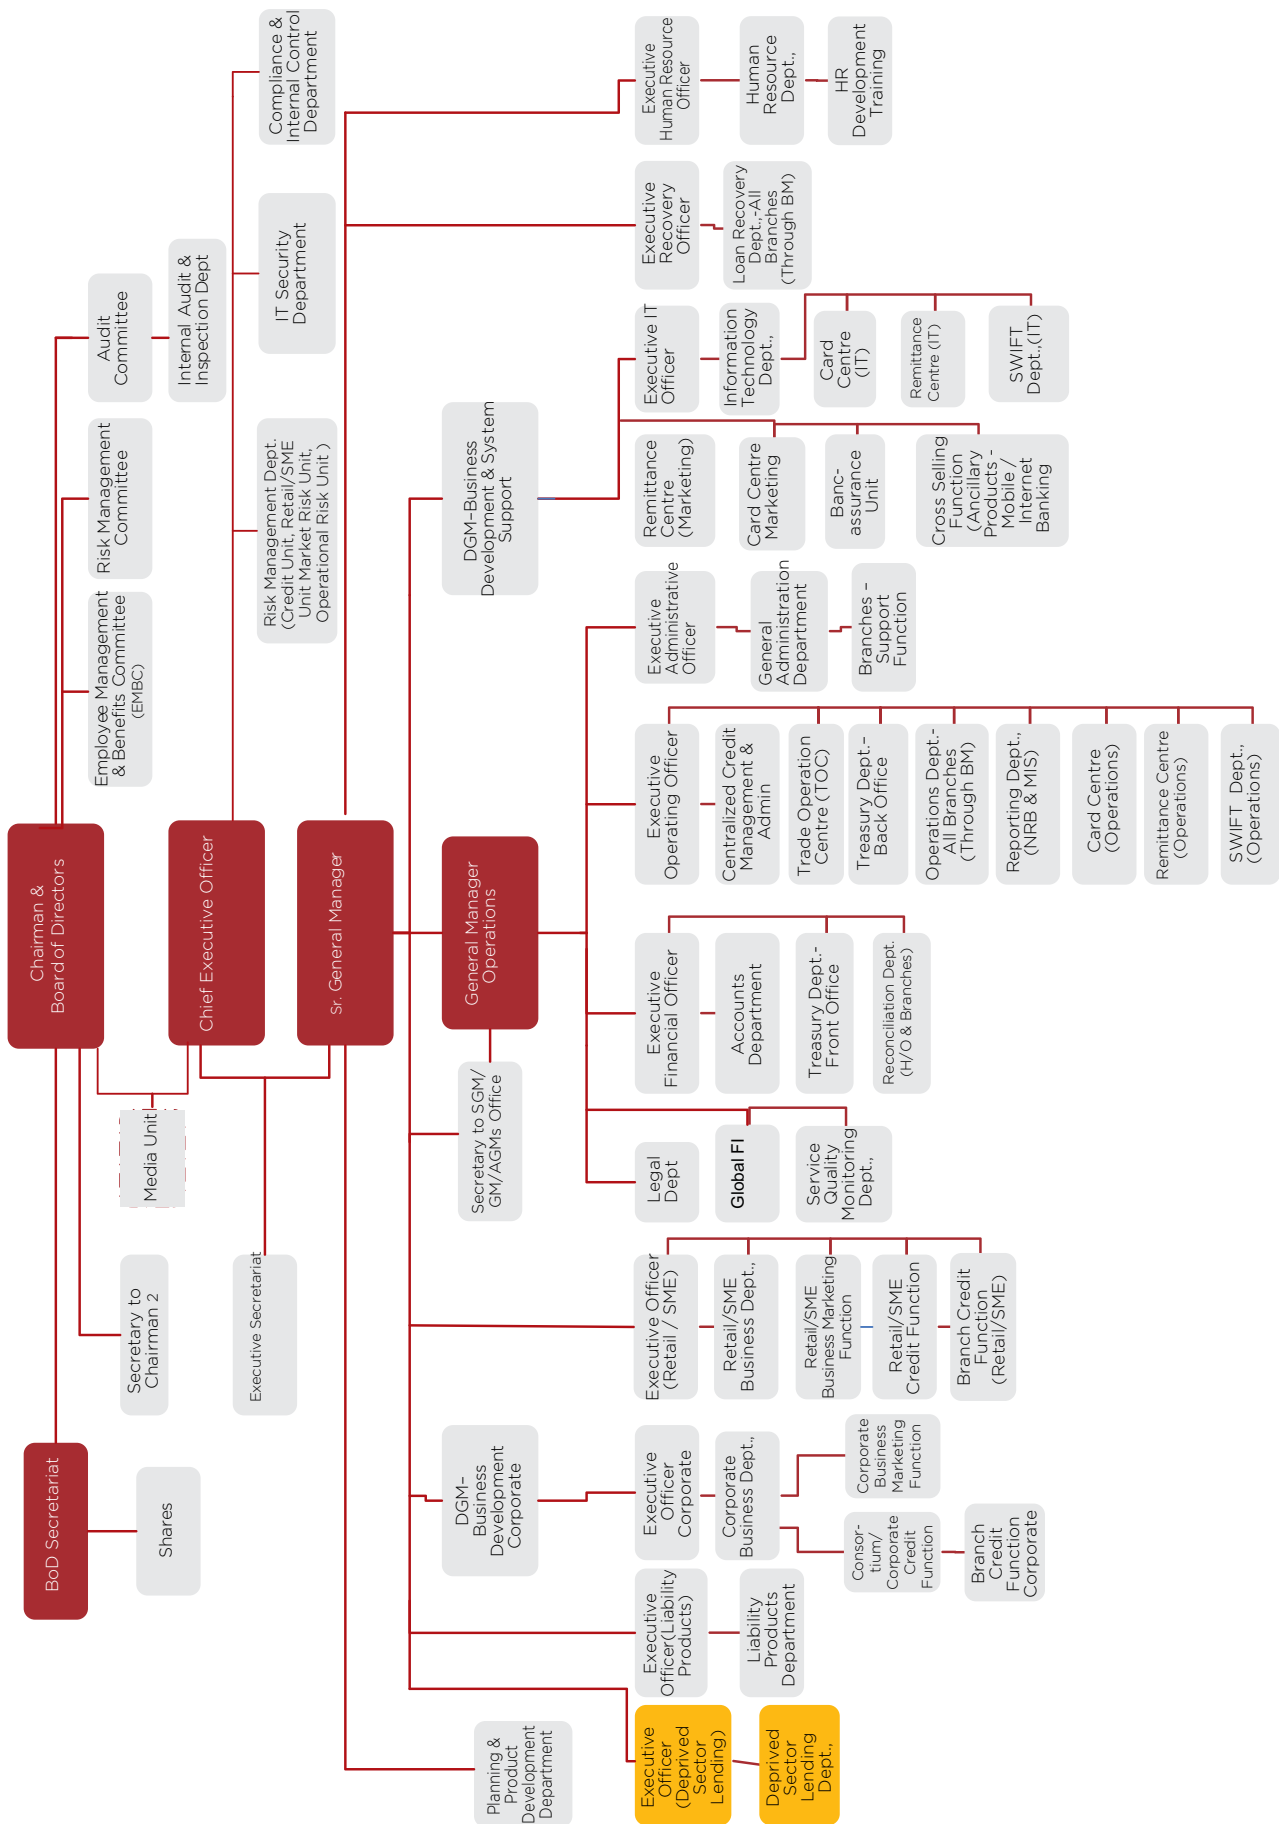 Chairman &
Board of Directors
BoD Secretariat
Shares
Secretary to
Chairman 2
Media Unit
Employee Management
& Benefits Committee
(EMBC)
Risk Management
Committee
Audit
Committee
Internal Audit &
Inspection Dept
Chief Executive Officer
Executive Secretariat
Risk Management Dept.
(Credit Unit, Retail/SME
Unit Market Risk Unit,
Operational Risk Unit )
IT Security
Department
Compliance &
Internal Control
Department
Sr. General Manager
Planning &
Product
Development
Department
General Manager
Operations
Secretary to SGM/
GM/AGMs Office
DGM–
Business
Development
Corporate
DGM–Business
Development & System
Support
Executive
Officer
(Deprived
Sector
Lending)
Deprived
Sector
Lending
Dept.,
Executive
Officer(Liability
Products)
Liability
Products
Department
Executive
Officer
Corporate
Corporate
Business Dept.,
Consor-
tium/
Corporate
Credit
Function
Branch
Credit
Function
Corporate
Corporate
Business
Marketing
Function
Executive Officer
(Retail / SME)
Retail/SME
Business Dept.,
Retail/SME
Business Marketing
Function
Retail/SME
Credit Function
Branch Credit
Function
(Retail/SME)
Legal
Dept
Global FI
Service
Quality
Monitoring
Dept.,
Executive
Financial Officer
Accounts
Department
Treasury Dept.-
Front Office
Reconciliation Dept.
(H/O & Branches)
Executive
Operating Officer
Centralized Credit
Management &
Admin
Trade Operation
Centre (TOC)
Treasury Dept.–
Back Office
Operations Dept.-
All Branches
(Through BM)
Reporting Dept.,
(NRB & MIS)
Card Centre
(Operations)
Remittance Centre
(Operations)
SWIFT Dept.,
(Operations)
Executive
Administrative
Officer
General
Administration
Department
Branches –
Support
Function
Remittance
Centre
(Marketing)
Card Centre
Marketing
Banc-
assurance
Unit
Cross Selling
Function
(Ancillary
Products -
Mobile /
Internet
Banking
Executive IT
Officer
Information
Technology
Dept.,
Card
Centre
(IT)
Remittance
Centre (IT)
SWIFT
Dept.,(IT)
Executive
Recovery
Officer
Loan Recovery
Dept.,-All
Branches
(Through BM)
Executive
Human Resource
Officer
Human
Resource
Dept.,
HR
Development
Training